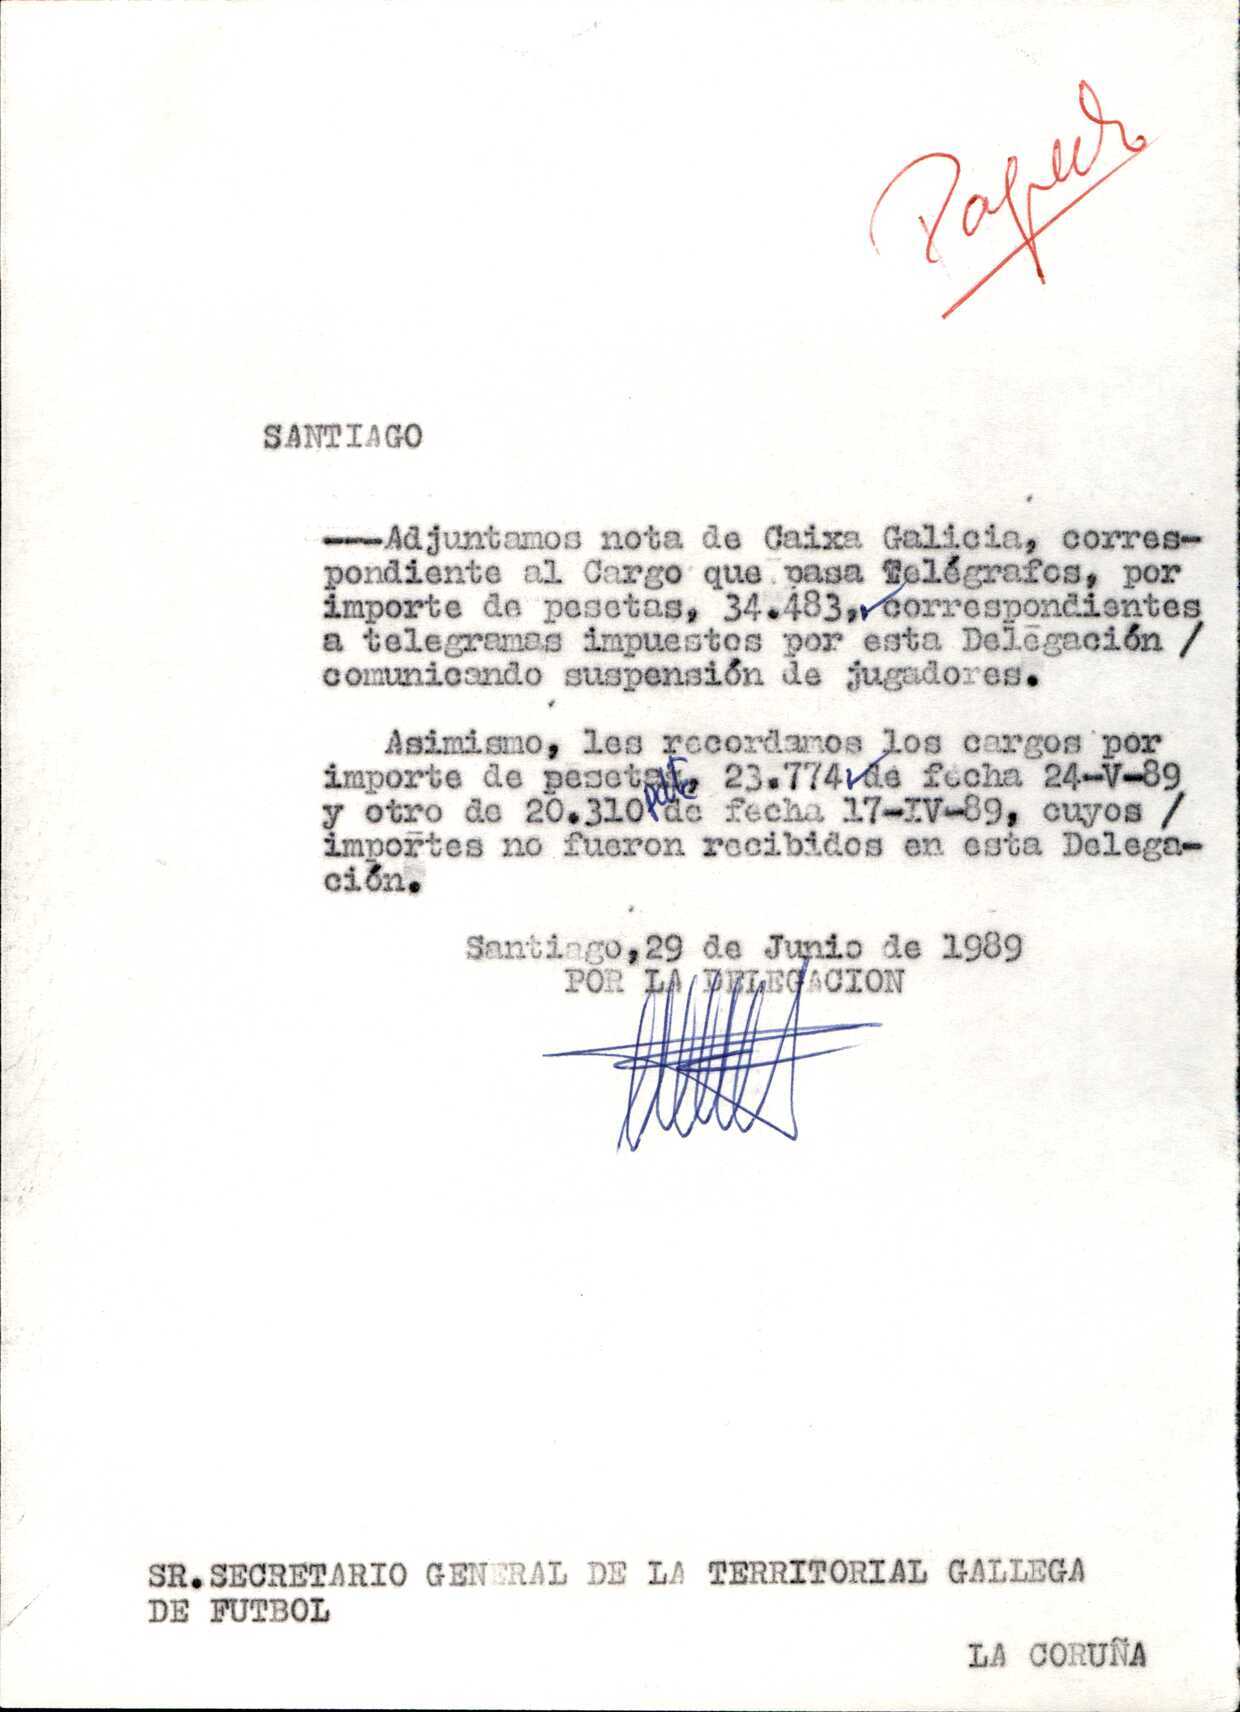 SANTIAGO
---Adjuntamos nota de Caixa Galicia, corres-
pondiente al Cargo que pasa Telégrafos, por
importe de pesetas, 34.483, correspondientes
a telegramas impuestos por esta Delegación /
comunicando suspensión de jugadores.
Asimismo, les recordamos los cargos por
importe de pesetas, 23.774 de fecha 24-V-89
y otro de 20.310 pdte de fecha 17-IV-89, cuyos /
importes no fueron recibidos en esta Delega-
ción.
Santiago,29 de Junio de 1989
POR LA DELEGACION
SR.SECRETARIO GENERAL DE LA TERRITORIAL GALLEGA
DE FUTBOL
LA CORUÑA